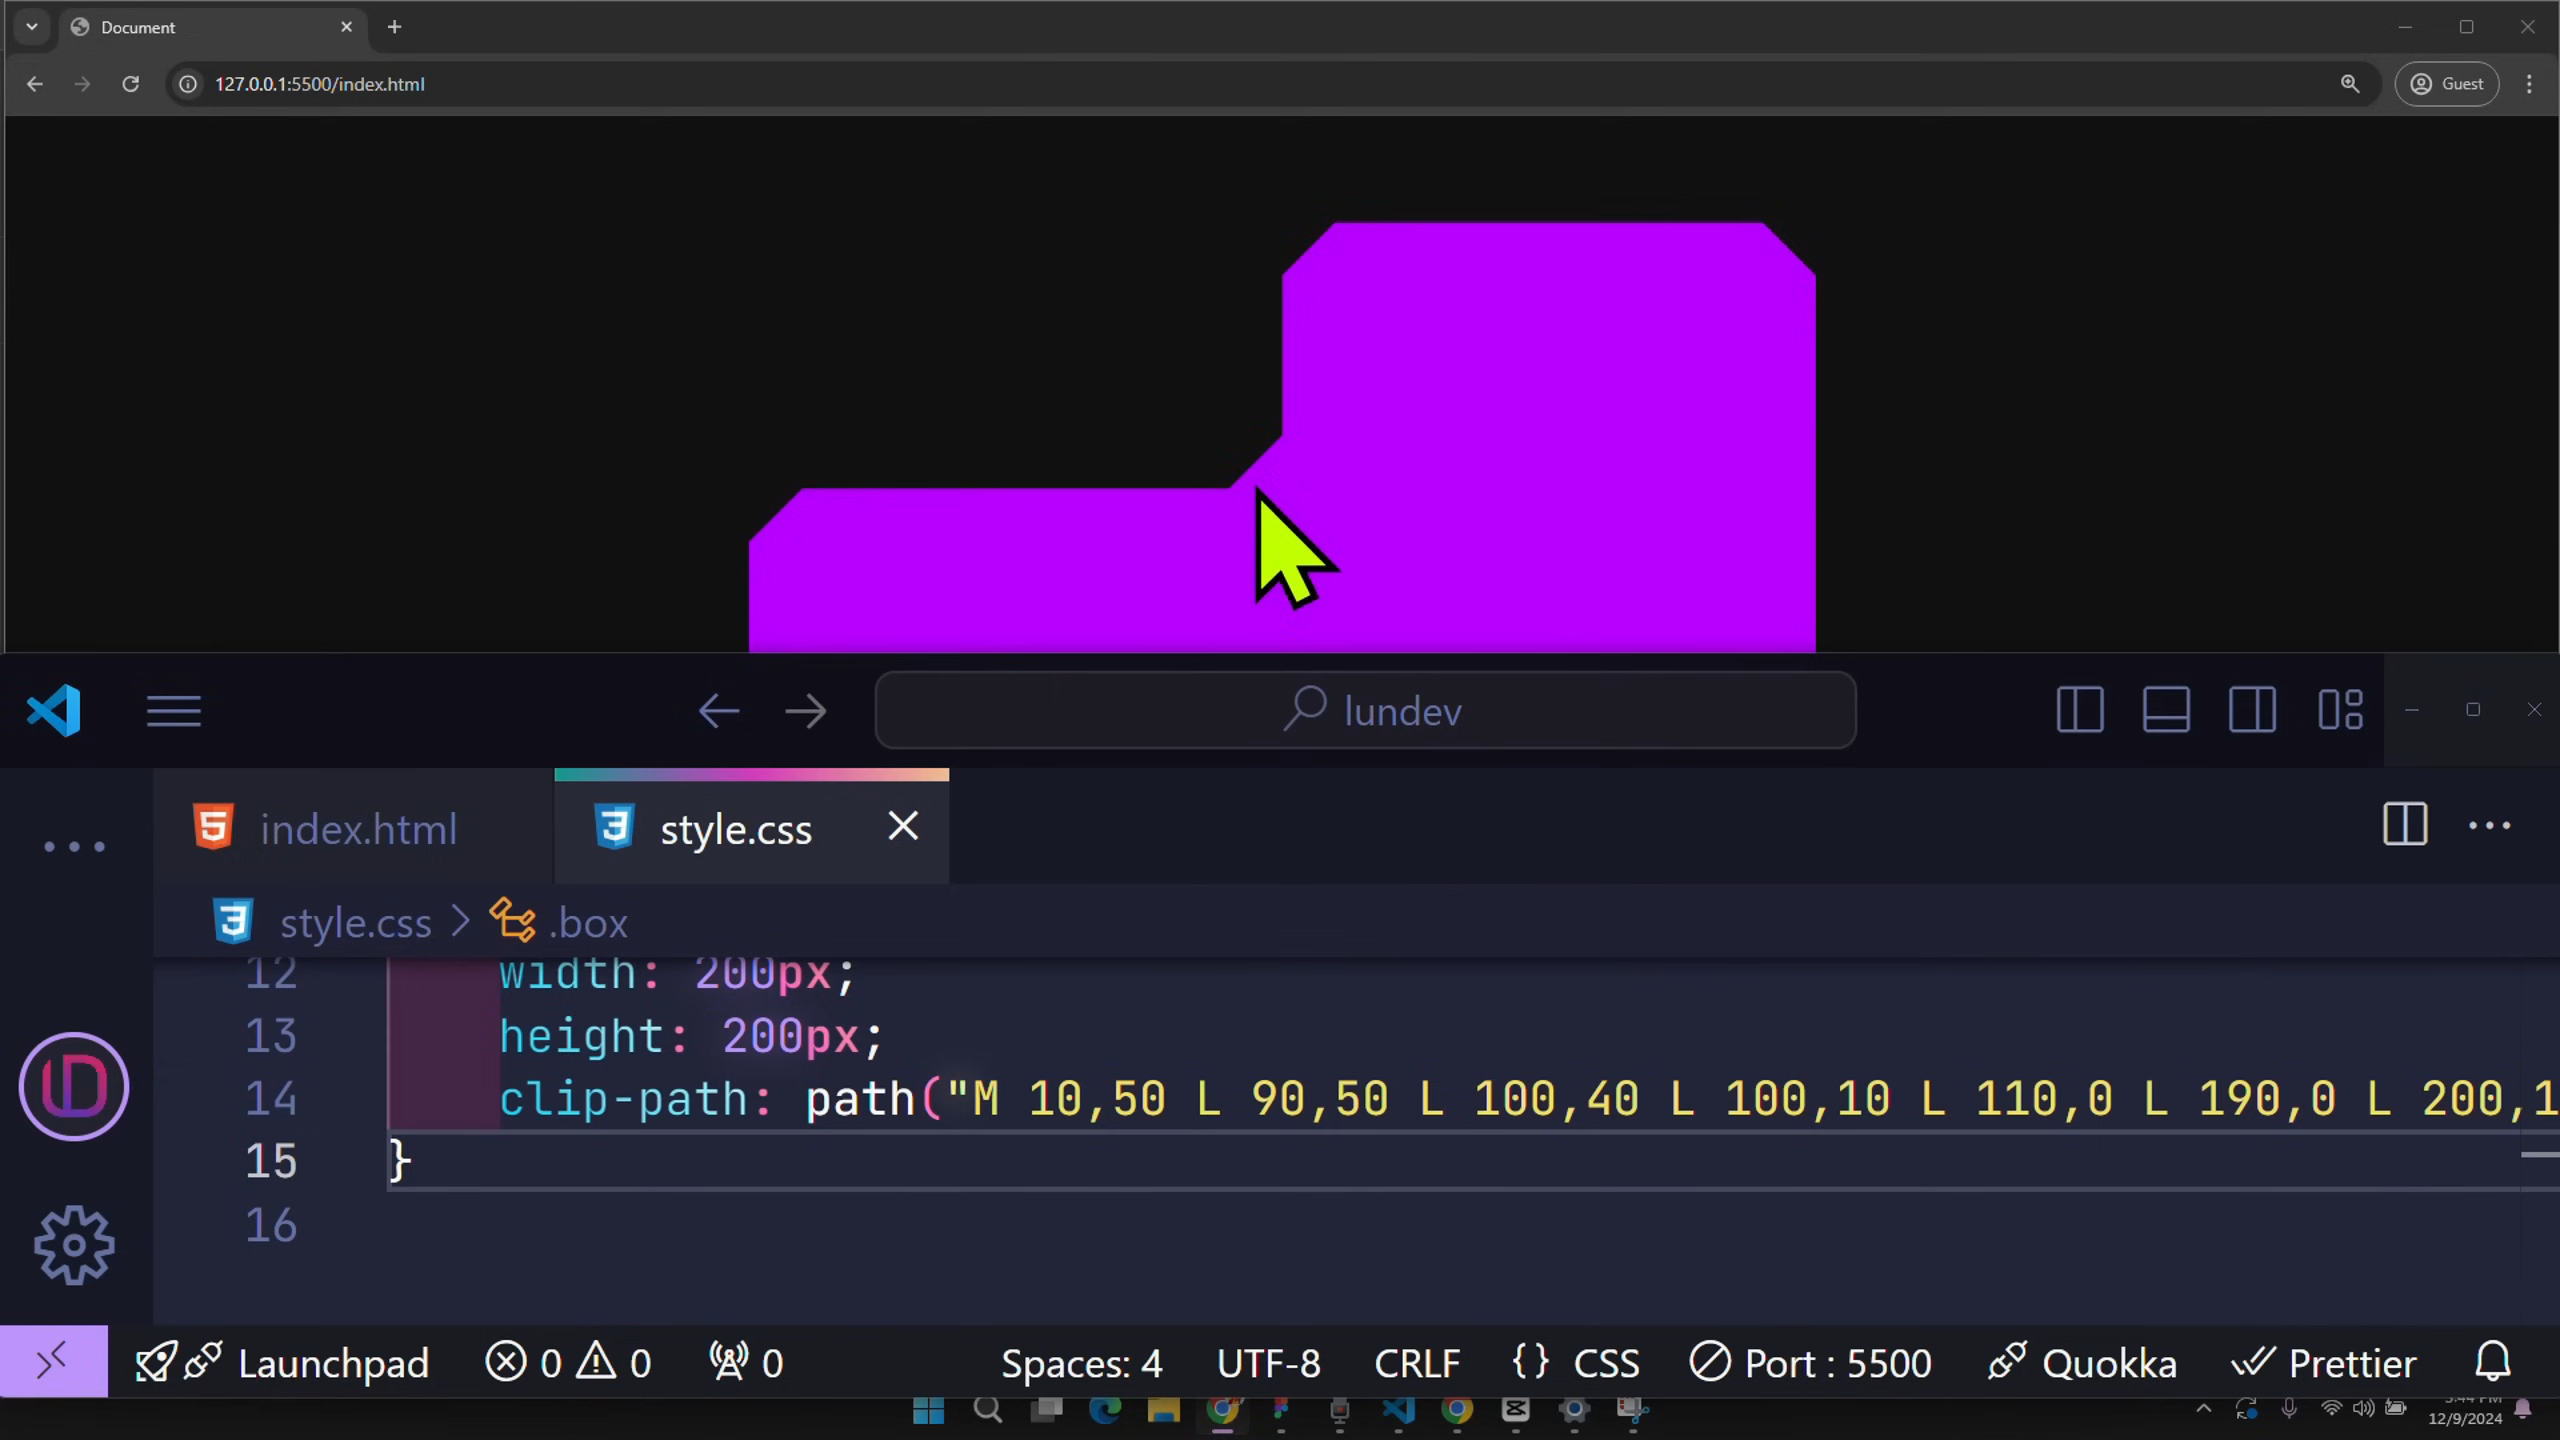 Document
127.0.0.1:5500/index.html
Guest
lundev
index.html
style.css
style.css > .box
12 width: 200px;
13 height: 200px;
14 clip-path: path("M 10,50 L 90,50 L 100,40 L 100,10 L 110,0 L 190,0 L 200,1
15 }
16
Launchpad 0 0 0 Spaces: 4 UTF-8 CRLF {} CSS Port : 5500 Quokka Prettier
12/9/2024